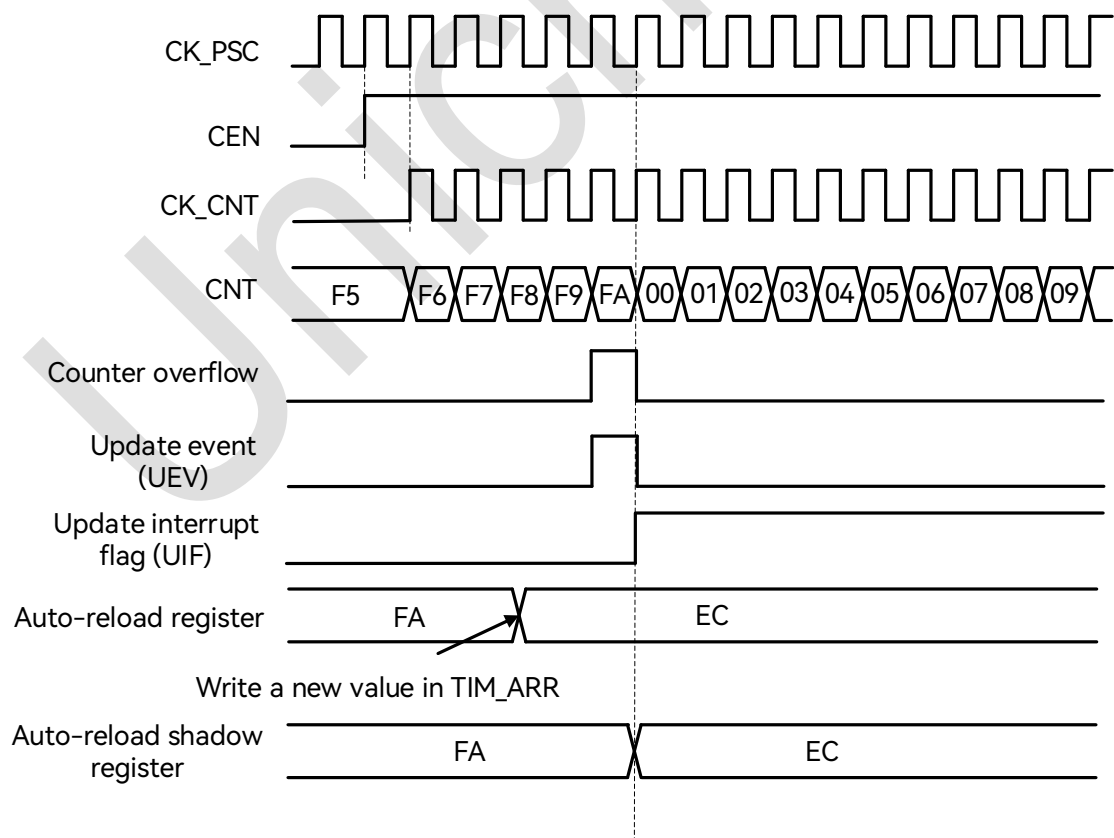 CK_PSC
CEN
CK_CNT
CNT
F5 F6 F7 F8 F9 FA 00 01 02 03 04 05 06 07 08 09
Counter overflow
Update event
(UEV)
Update interrupt
flag (UIF)
Auto-reload register
FA EC
Write a new value in TIM_ARR
Auto-reload shadow
register
FA EC